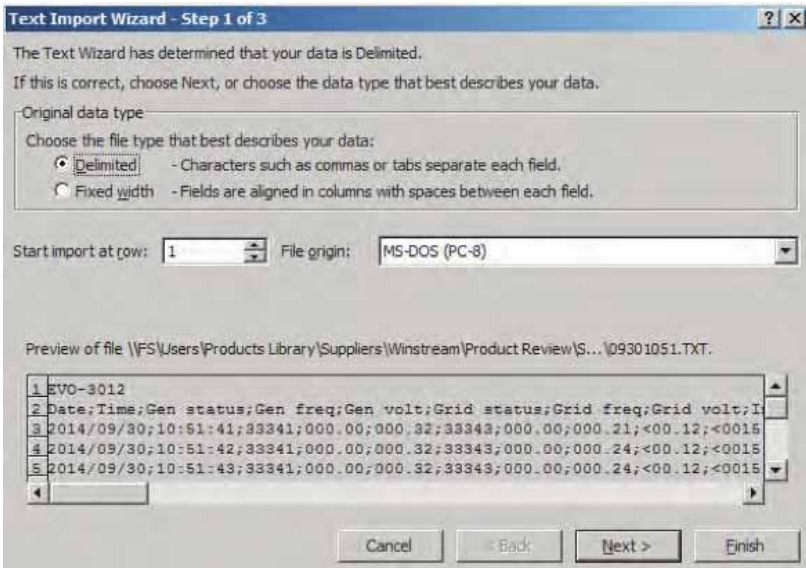 Text Import Wizard - Step 1 of 3
The Text Wizard has determined that your data is Delimited.
If this is correct, choose Next, or choose the data type that best describes your data.
Original data type
Choose the file type that best describes your data:
Delimited - Characters such as commas or tabs separate each field.
Fixed width - Fields are aligned in columns with spaces between each field.
Start import at row: 1 File origin: MS-DOS (PC-8)
Preview of file \\FS\Users\Products Library\Suppliers\Winstream\Product Review\S...\09301051.TXT.
1 EVO-3012
2 Date;Time;Gen status;Gen freq;Gen volt;Grid status;Grid freq;Grid volt;
3 2014/09/30;10:51:41;33341;000.00;000.32;33343;000.00;000.21;<00.12;<0015
4 2014/09/30;10:51:42;33341;000.00;000.32;33343;000.00;000.24;<00.12;<0015
5 2014/09/30;10:51:43;33341;000.00;000.32;33343;000.00;000.24;<00.12;<0015
Cancel < Back Next > Finish